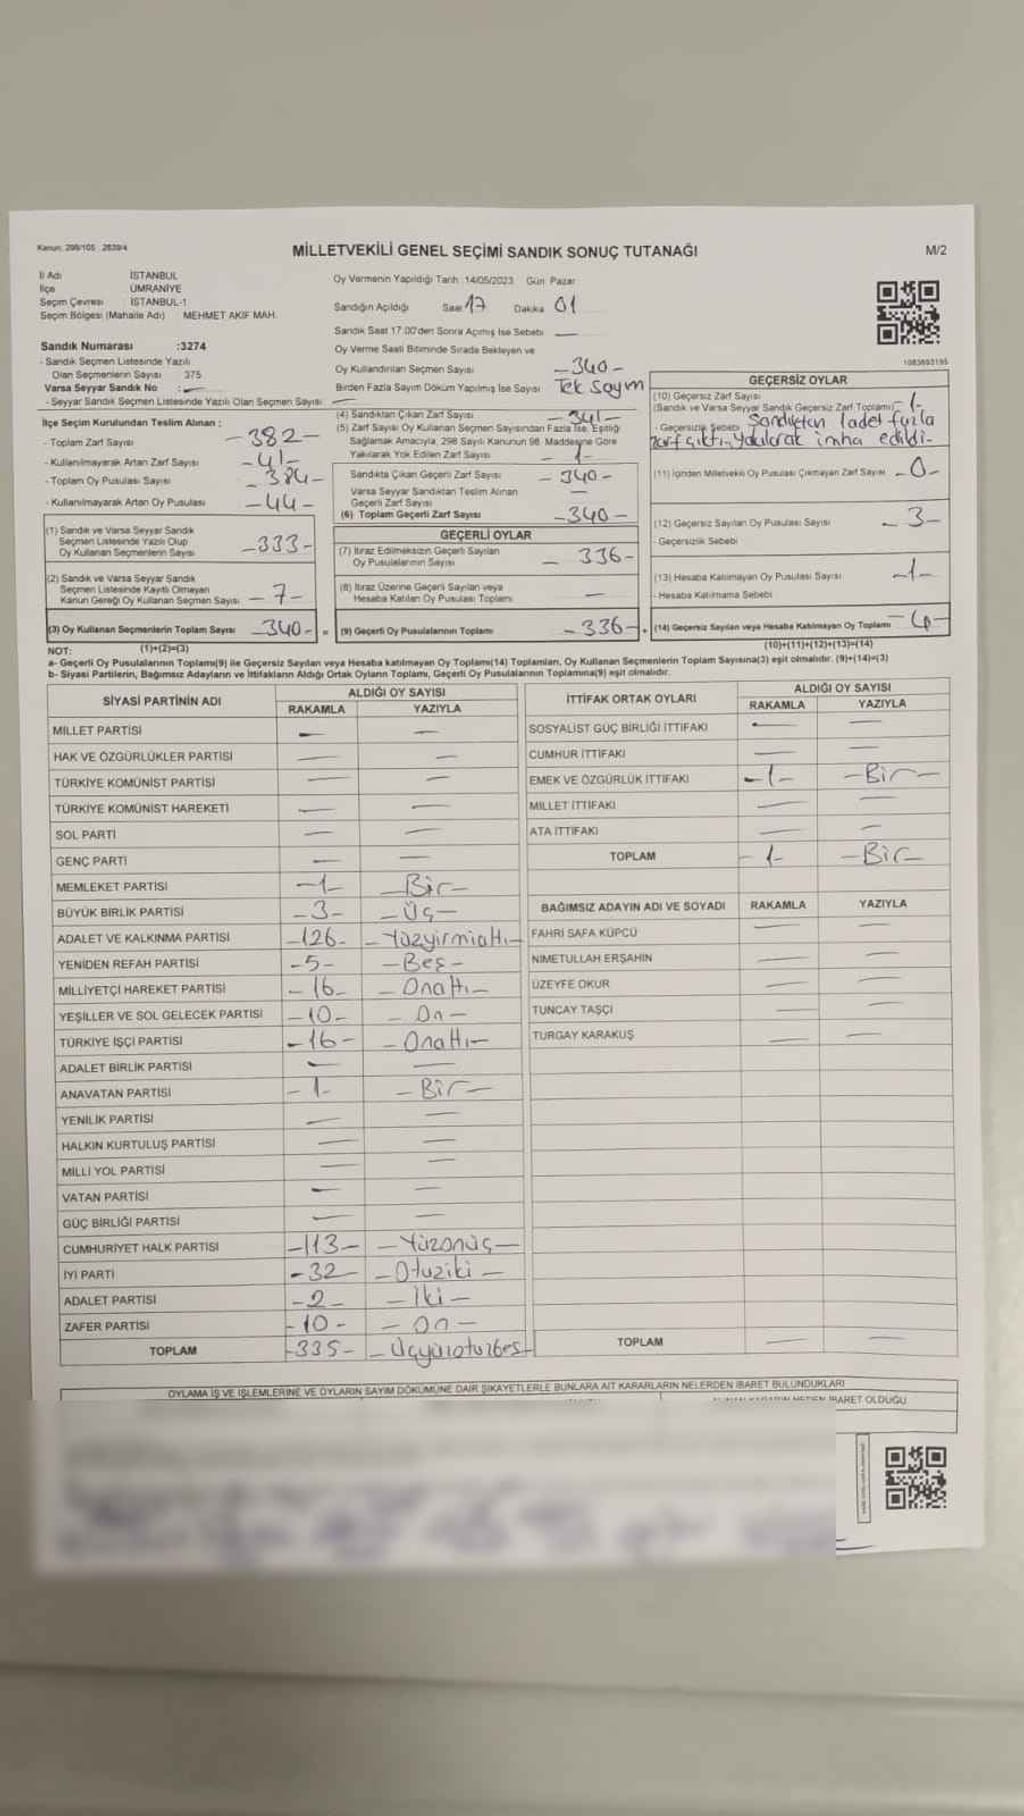 Kanun: 298/105 2839/4
MİLLETVEKİLİ GENEL SEÇİMİ SANDIK SONUÇ TUTANAĞI
M/2
İl Adı İSTANBUL
İlçe ÜMRANİYE
Seçim Çevresi İSTANBUL-1
Seçim Bölgesi (Mahalle Adı) MEHMET AKİF MAH.
Sandık Numarası :3274
- Sandık Seçmen Listesinde Yazılı
Olan Seçmenlerin Sayısı 375
Varsa Seyyar Sandık No : —
- Seyyar Sandık Seçmen Listesinde Yazılı Olan Seçmen Sayısı : —
Oy Vermenin Yapıldığı Tarih :14/05/2023 Gün Pazar
Sandığın Açıldığı Saat 17 Dakika 01
Sandık Saat 17.00'den Sonra Açılmış İse Sebebi —
Oy Verme Saati Bitiminde Sırada Bekleyen ve
Oy Kullandırılan Seçmen Sayısı -340-
Birden Fazla Sayım Döküm Yapılmış İse Sayısı Tek sayım
1083693195
İlçe Seçim Kurulundan Teslim Alınan :
- Toplam Zarf Sayısı -382-
- Kullanılmayarak Artan Zarf Sayısı -41-
- Toplam Oy Pusulası Sayısı -384-
- Kullanılmayarak Artan Oy Pusulası -44-
(1) Sandık ve Varsa Seyyar Sandık
Seçmen Listesinde Yazılı Olup
Oy Kullanan Seçmenlerin Sayısı -333-
(2) Sandık ve Varsa Seyyar Sandık
Seçmen Listesinde Kayıtlı Olmayan
Kanun Gereği Oy Kullanan Seçmen Sayısı -7-
(3) Oy Kullanan Seçmenlerin Toplam Sayısı -340- =
(4) Sandıktan Çıkan Zarf Sayısı -341-
(5) Zarf Sayısı Oy Kullanan Seçmen Sayısından Fazla İse, Eşitliği
Sağlamak Amacıyla, 298 Sayılı Kanunun 98. Maddesine Göre
Yakılarak Yok Edilen Zarf Sayısı -1-
Sandıkta Çıkan Geçerli Zarf Sayısı -340-
Varsa Seyyar Sandıktan Teslim Alınan
Geçerli Zarf Sayısı —
(6) Toplam Geçerli Zarf Sayısı -340-
GEÇERLİ OYLAR
(7) İtiraz Edilmeksizin Geçerli Sayılan
Oy Pusulalarının Sayısı - 336-
(8) İtiraz Üzerine Geçerli Sayılan veya
Hesaba Katılan Oy Pusulası Toplamı —
(9) Geçerli Oy Pusulalarının Toplamı -336- +
GEÇERSİZ OYLAR
(10) Geçersiz Zarf Sayısı
(Sandık ve Varsa Seyyar Sandık Geçersiz Zarf Toplamı) -1-
- Geçersizlik Sebebi Sandıktan 1 adet fazla
zarf çıktı, yakılarak imha edildi-
(11) İçinden Milletvekili Oy Pusulası Çıkmayan Zarf Sayısı -0-
(12) Geçersiz Sayılan Oy Pusulası Sayısı -3-
- Geçersizlik Sebebi
(13) Hesaba Katılmayan Oy Pusulası Sayısı -1-
- Hesaba Katılmama Sebebi
(14) Geçersiz Sayılan veya Hesaba Katılmayan Oy Toplamı -4-
NOT: (1)+(2)=(3) (10)+(11)+(12)+(13)=(14)
a- Geçerli Oy Pusulalarının Toplamı(9) ile Geçersiz Sayılan veya Hesaba katılmayan Oy Toplamı(14) Toplamları, Oy Kullanan Seçmenlerin Toplam Sayısına(3) eşit olmalıdır. (9)+(14)=(3)
b- Siyasi Partilerin, Bağımsız Adayların ve İttifakların Aldığı Ortak Oyların Toplamı, Geçerli Oy Pusulalarının Toplamına(9) eşit olmalıdır.
SİYASİ PARTİNİN ADI ALDIĞI OY SAYISI
RAKAMLA YAZIYLA
MİLLET PARTİSİ — —
HAK VE ÖZGÜRLÜKLER PARTİSİ — —
TÜRKİYE KOMÜNİST PARTİSİ — —
TÜRKİYE KOMÜNİST HAREKETİ — —
SOL PARTİ — —
GENÇ PARTİ — —
MEMLEKET PARTİSİ -1- -Bir-
BÜYÜK BİRLİK PARTİSİ -3- -Üç-
ADALET VE KALKINMA PARTİSİ -126- -Yüzyirmialtı-
YENİDEN REFAH PARTİSİ -5- -Beş-
MİLLİYETÇİ HAREKET PARTİSİ -16- -Onaltı-
YEŞİLLER VE SOL GELECEK PARTİSİ -10- -On-
TÜRKİYE İŞÇİ PARTİSİ -16- -Onaltı-
ADALET BİRLİK PARTİSİ — —
ANAVATAN PARTİSİ -1- -Bir-
YENİLİK PARTİSİ — —
HALKIN KURTULUŞ PARTİSİ — —
MİLLİ YOL PARTİSİ — —
VATAN PARTİSİ — —
GÜÇ BİRLİĞİ PARTİSİ — —
CUMHURİYET HALK PARTİSİ -113- -Yüzonüç-
İYİ PARTİ -32- -Otuziki-
ADALET PARTİSİ -2- -İki-
ZAFER PARTİSİ -10- -On-
TOPLAM -335- -Üçyüzotuzbeş-
İTTİFAK ORTAK OYLARI ALDIĞI OY SAYISI
RAKAMLA YAZIYLA
SOSYALİST GÜÇ BİRLİĞİ İTTİFAKI — —
CUMHUR İTTİFAKI — —
EMEK VE ÖZGÜRLÜK İTTİFAKI -1- -Bir-
MİLLET İTTİFAKI — —
ATA İTTİFAKI — —
TOPLAM -1- -Bir-
BAĞIMSIZ ADAYIN ADI VE SOYADI RAKAMLA YAZIYLA
FAHRİ SAFA KÜPCÜ — —
NİMETULLAH ERŞAHİN — —
ÜZEYFE OKUR — —
TUNCAY TAŞÇI — —
TURGAY KARAKUŞ — —
TOPLAM — —
OYLAMA İŞ VE İŞLEMLERİNE VE OYLARIN SAYIM DÖKÜMÜNE DAİR ŞİKAYETLERLE BUNLARA AİT KARARLARIN NELERDEN İBARET BULUNDUKLARI
İBARET OLDUĞU